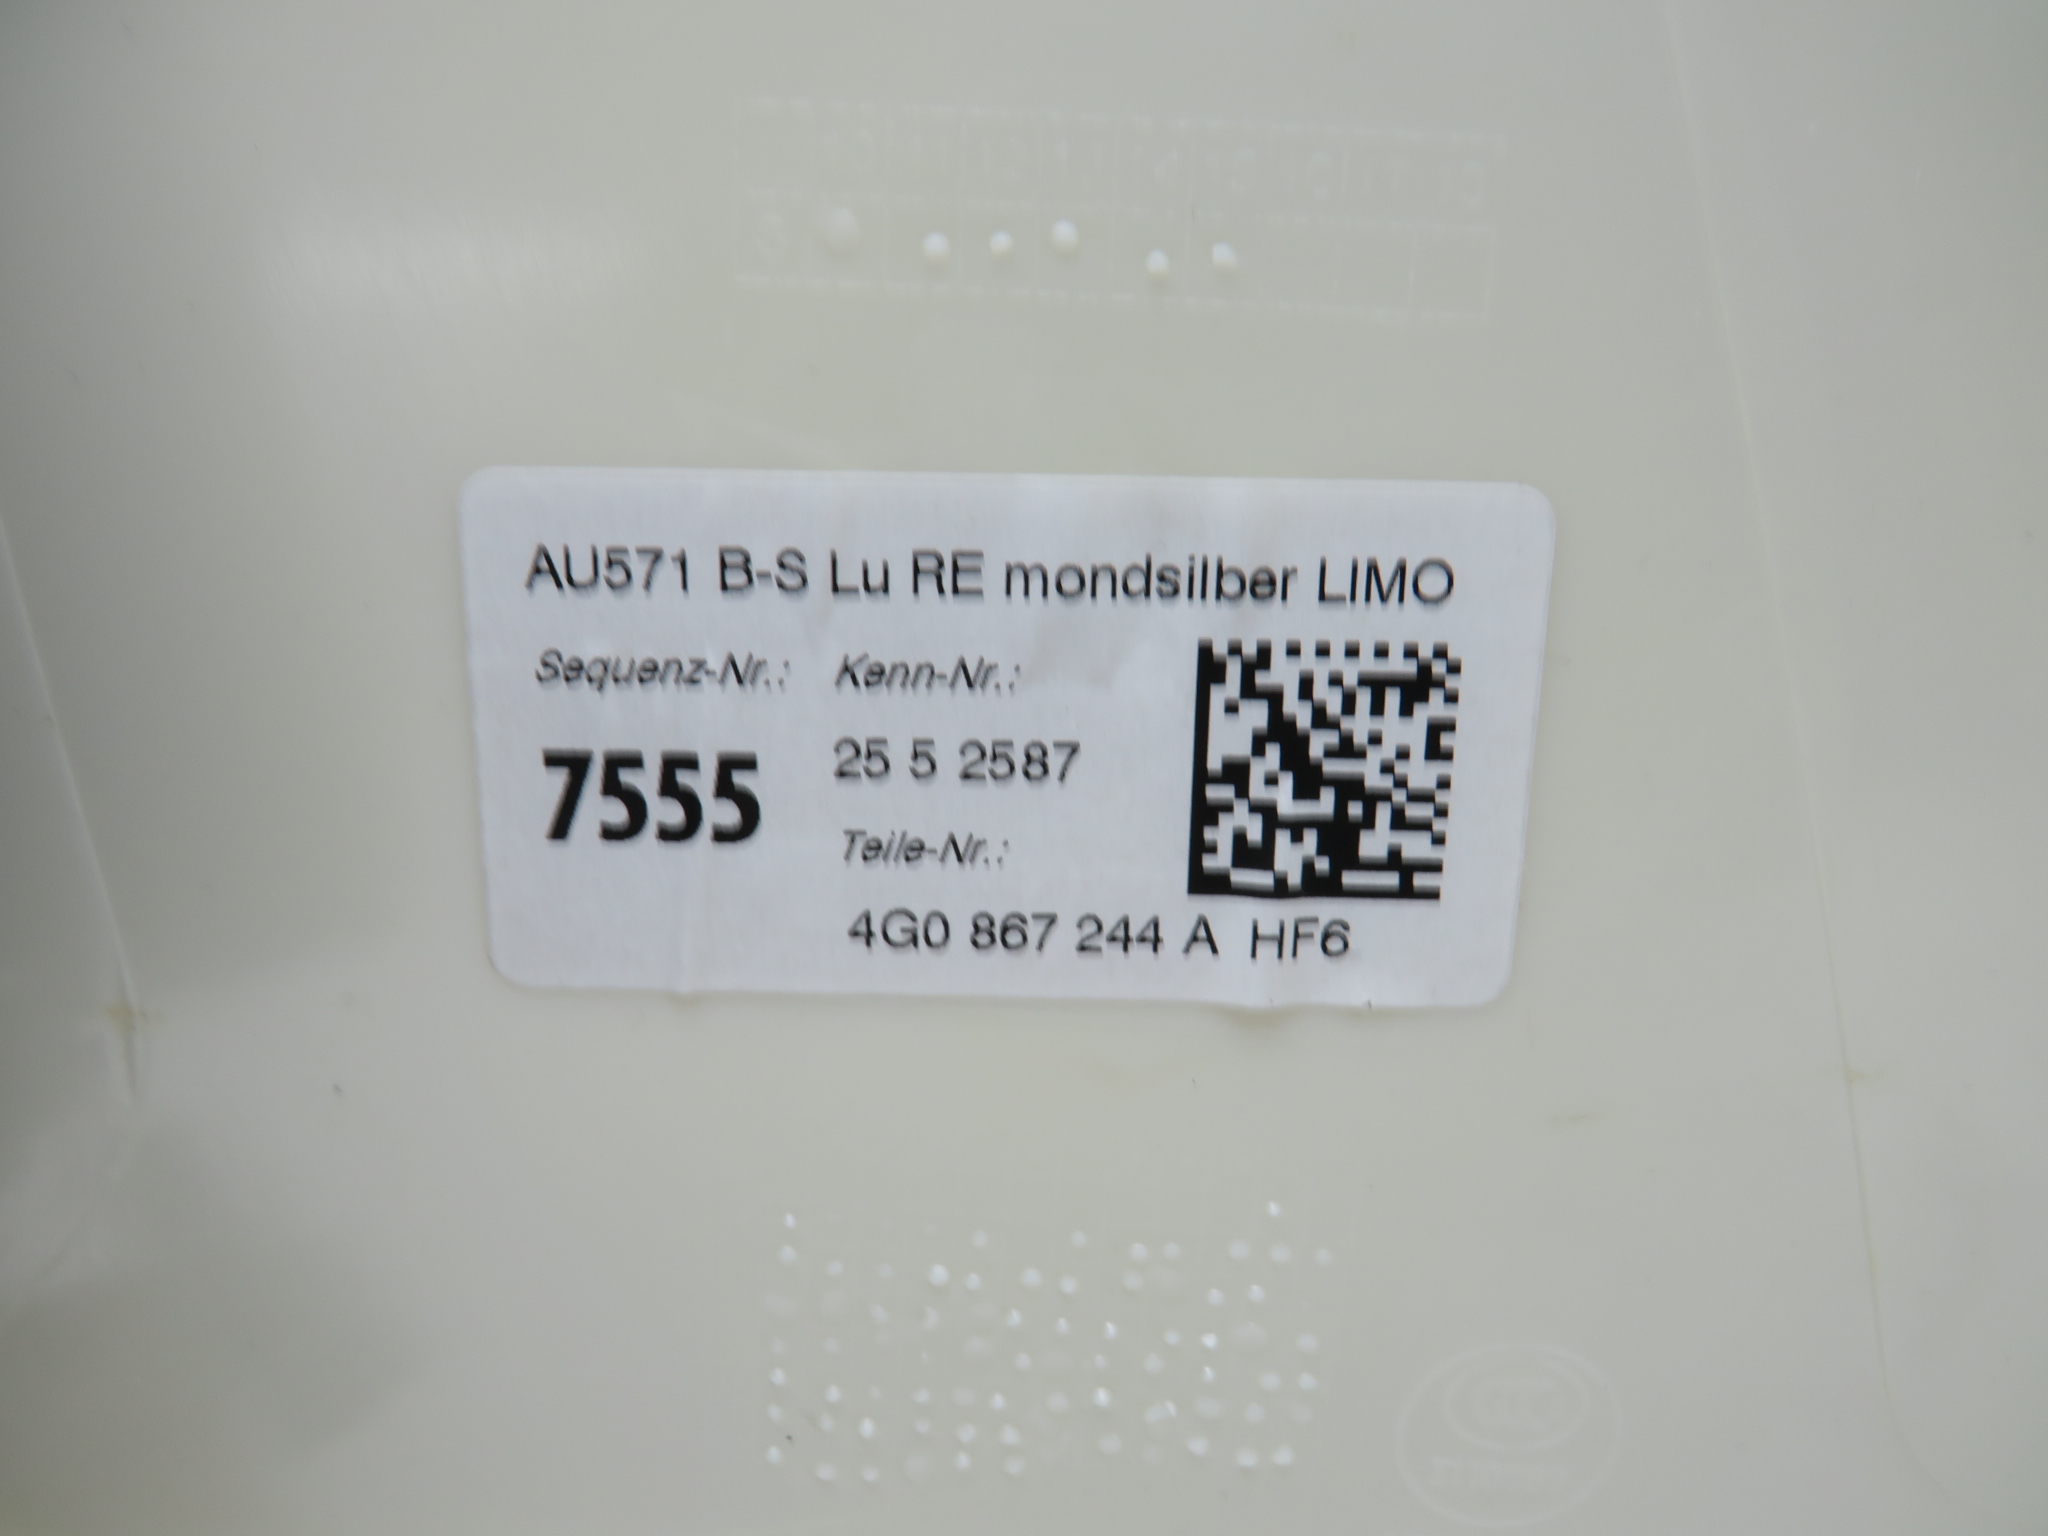 AU571 B-S Lu RE mondsilber LIMO
Sequenz-Nr.: Kenn-Nr.:
7555 25 5 2587
Teile-Nr.:
4G0 867 244 A HF6